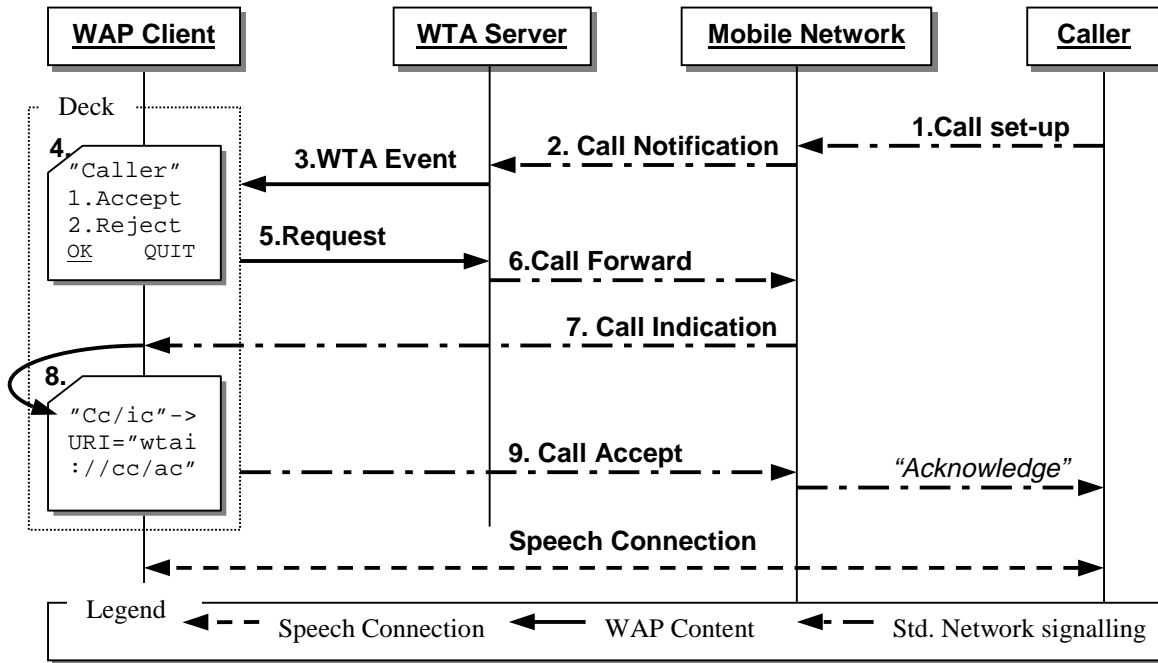 WAP Client
WTA Server
Mobile Network
Caller
Deck
1.Call set-up
2. Call Notification
3.WTA Event
4.
"Caller"
1.Accept
2.Reject
OK QUIT
5.Request
6.Call Forward
7. Call Indication
8.
"Cc/ic"->
URI="wtai
://cc/ac"
9. Call Accept
“Acknowledge”
Speech Connection
Legend
Speech Connection
WAP Content
Std. Network signalling